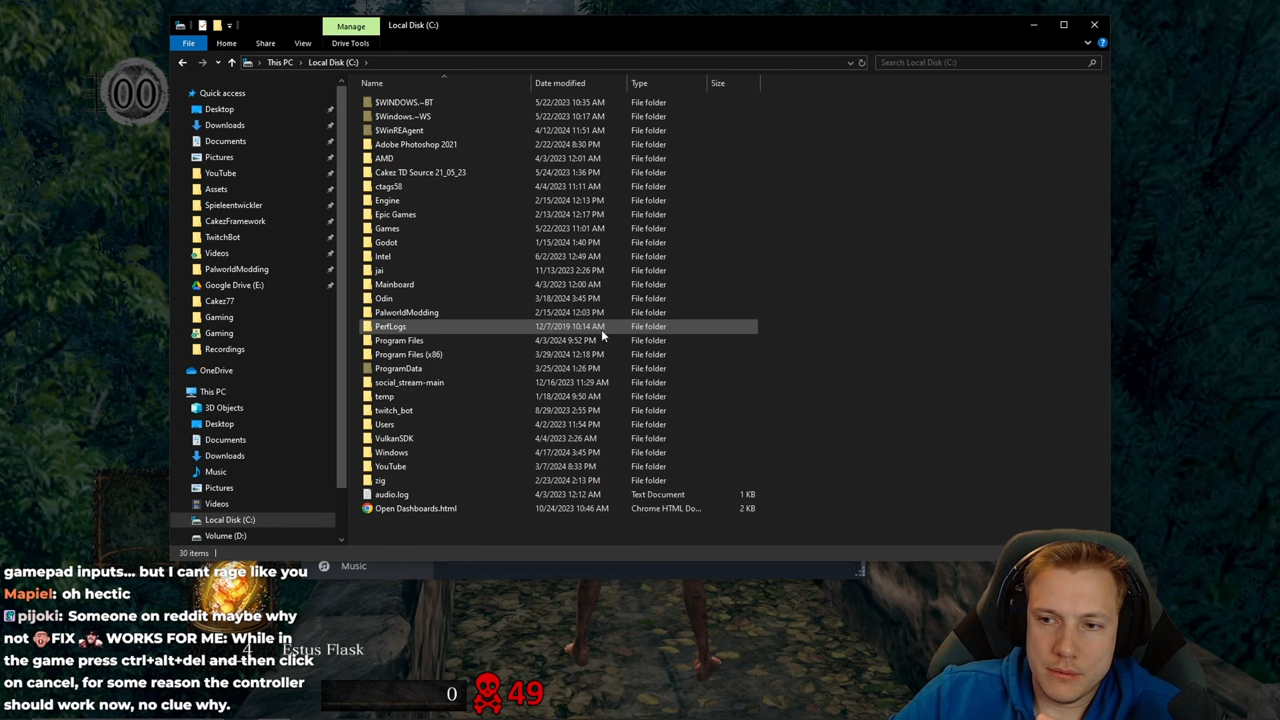 Manage
Local Disk (C:)
File
Home
Share
View
Drive Tools
This PC > Local Disk (C:) >
Search Local Disk (C:)
Quick access
Desktop
Downloads
Documents
Pictures
YouTube
Assets
Spieleentwickler
CakezFramework
TwitchBot
Videos
PalworldModding
Google Drive (E:)
Cakez77
Gaming
Gaming
Recordings
OneDrive
This PC
3D Objects
Desktop
Documents
Downloads
Music
Pictures
Videos
Local Disk (C:)
Volume (D:)
Name Date modified Type Size
$WINDOWS.~BT 5/22/2023 10:35 AM File folder
$Windows.~WS 5/22/2023 10:17 AM File folder
$WinREAgent 4/12/2024 11:51 AM File folder
Adobe Photoshop 2021 2/22/2024 8:30 PM File folder
AMD 4/3/2023 12:01 AM File folder
Cakez TD Source 21_05_23 5/24/2023 1:36 PM File folder
ctags58 4/4/2023 11:11 AM File folder
Engine 2/15/2024 12:13 PM File folder
Epic Games 2/13/2024 12:17 PM File folder
Games 5/22/2023 11:01 AM File folder
Godot 1/15/2024 1:40 PM File folder
Intel 6/2/2023 12:49 AM File folder
jai 11/13/2023 2:26 PM File folder
Mainboard 4/3/2023 12:00 AM File folder
Odin 3/18/2024 3:45 PM File folder
PalworldModding 2/15/2024 12:03 PM File folder
PerfLogs 12/7/2019 10:14 AM File folder
Program Files 4/3/2024 9:52 PM File folder
Program Files (x86) 3/29/2024 12:18 PM File folder
ProgramData 3/25/2024 1:26 PM File folder
social_stream-main 12/16/2023 11:29 AM File folder
temp 1/18/2024 9:50 AM File folder
twitch_bot 8/29/2023 2:55 PM File folder
Users 4/2/2023 11:54 PM File folder
VulkanSDK 4/4/2023 2:26 AM File folder
Windows 4/17/2024 3:45 PM File folder
YouTube 3/7/2024 8:33 PM File folder
zig 2/23/2024 2:13 PM File folder
audio.log 4/3/2023 12:12 AM Text Document 1 KB
Open Dashboards.html 10/24/2023 10:46 AM Chrome HTML Do... 2 KB
30 items
00
Music
gamepad inputs... but I cant rage like you
Mapiel: oh hectic
pijoki: Someone on reddit maybe why
not FIX WORKS FOR ME: While in
the game press ctrl+alt+del and then click
on cancel, for some reason the controller
should work now, no clue why.
4 Estus Flask
0
49